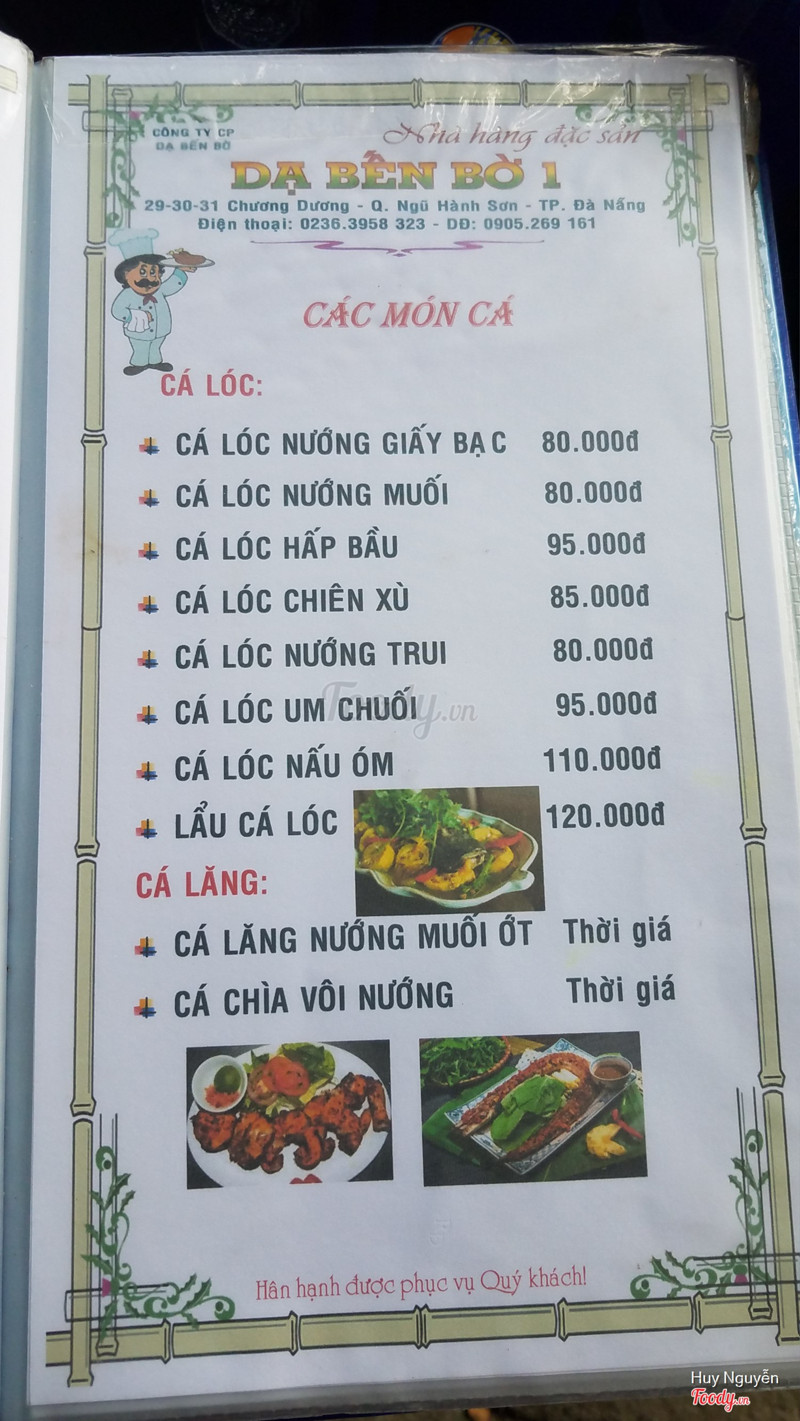 CÔNG TY CP
DẠ BẾN BỜ
Nhà hàng đặc sản
DẠ BẾN BỜ 1
29-30-31 Chương Dương - Q. Ngũ Hành Sơn - TP. Đà Nẵng
Điện thoại: 0236.3958 323 - DĐ: 0905.269 161
CÁC MÓN CÁ
CÁ LÓC:
CÁ LÓC NƯỚNG GIẤY BẠC 80.000đ
CÁ LÓC NƯỚNG MUỐI 80.000đ
CÁ LÓC HẤP BẦU 95.000đ
CÁ LÓC CHIÊN XÙ 85.000đ
CÁ LÓC NƯỚNG TRUI 80.000đ
CÁ LÓC UM CHUỐI 95.000đ
Foody.vn
CÁ LÓC NẤU ÓM 110.000đ
LẨU CÁ LÓC 120.000đ
CÁ LĂNG:
CÁ LĂNG NƯỚNG MUỐI ỚT Thời giá
CÁ CHÌA VÔI NƯỚNG Thời giá
Hân hạnh được phục vụ Quý khách!
Huy Nguyễn
Foody.vn